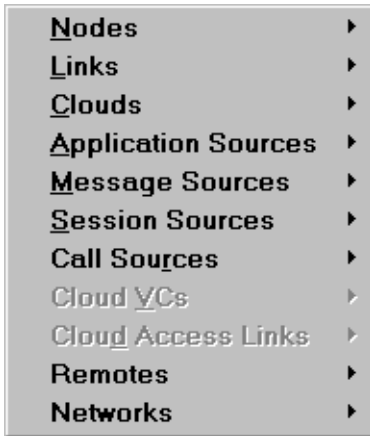 Nodes
Links
Clouds
Application Sources
Message Sources
Session Sources
Call Sources
Cloud VCs
Cloud Access Links
Remotes
Networks